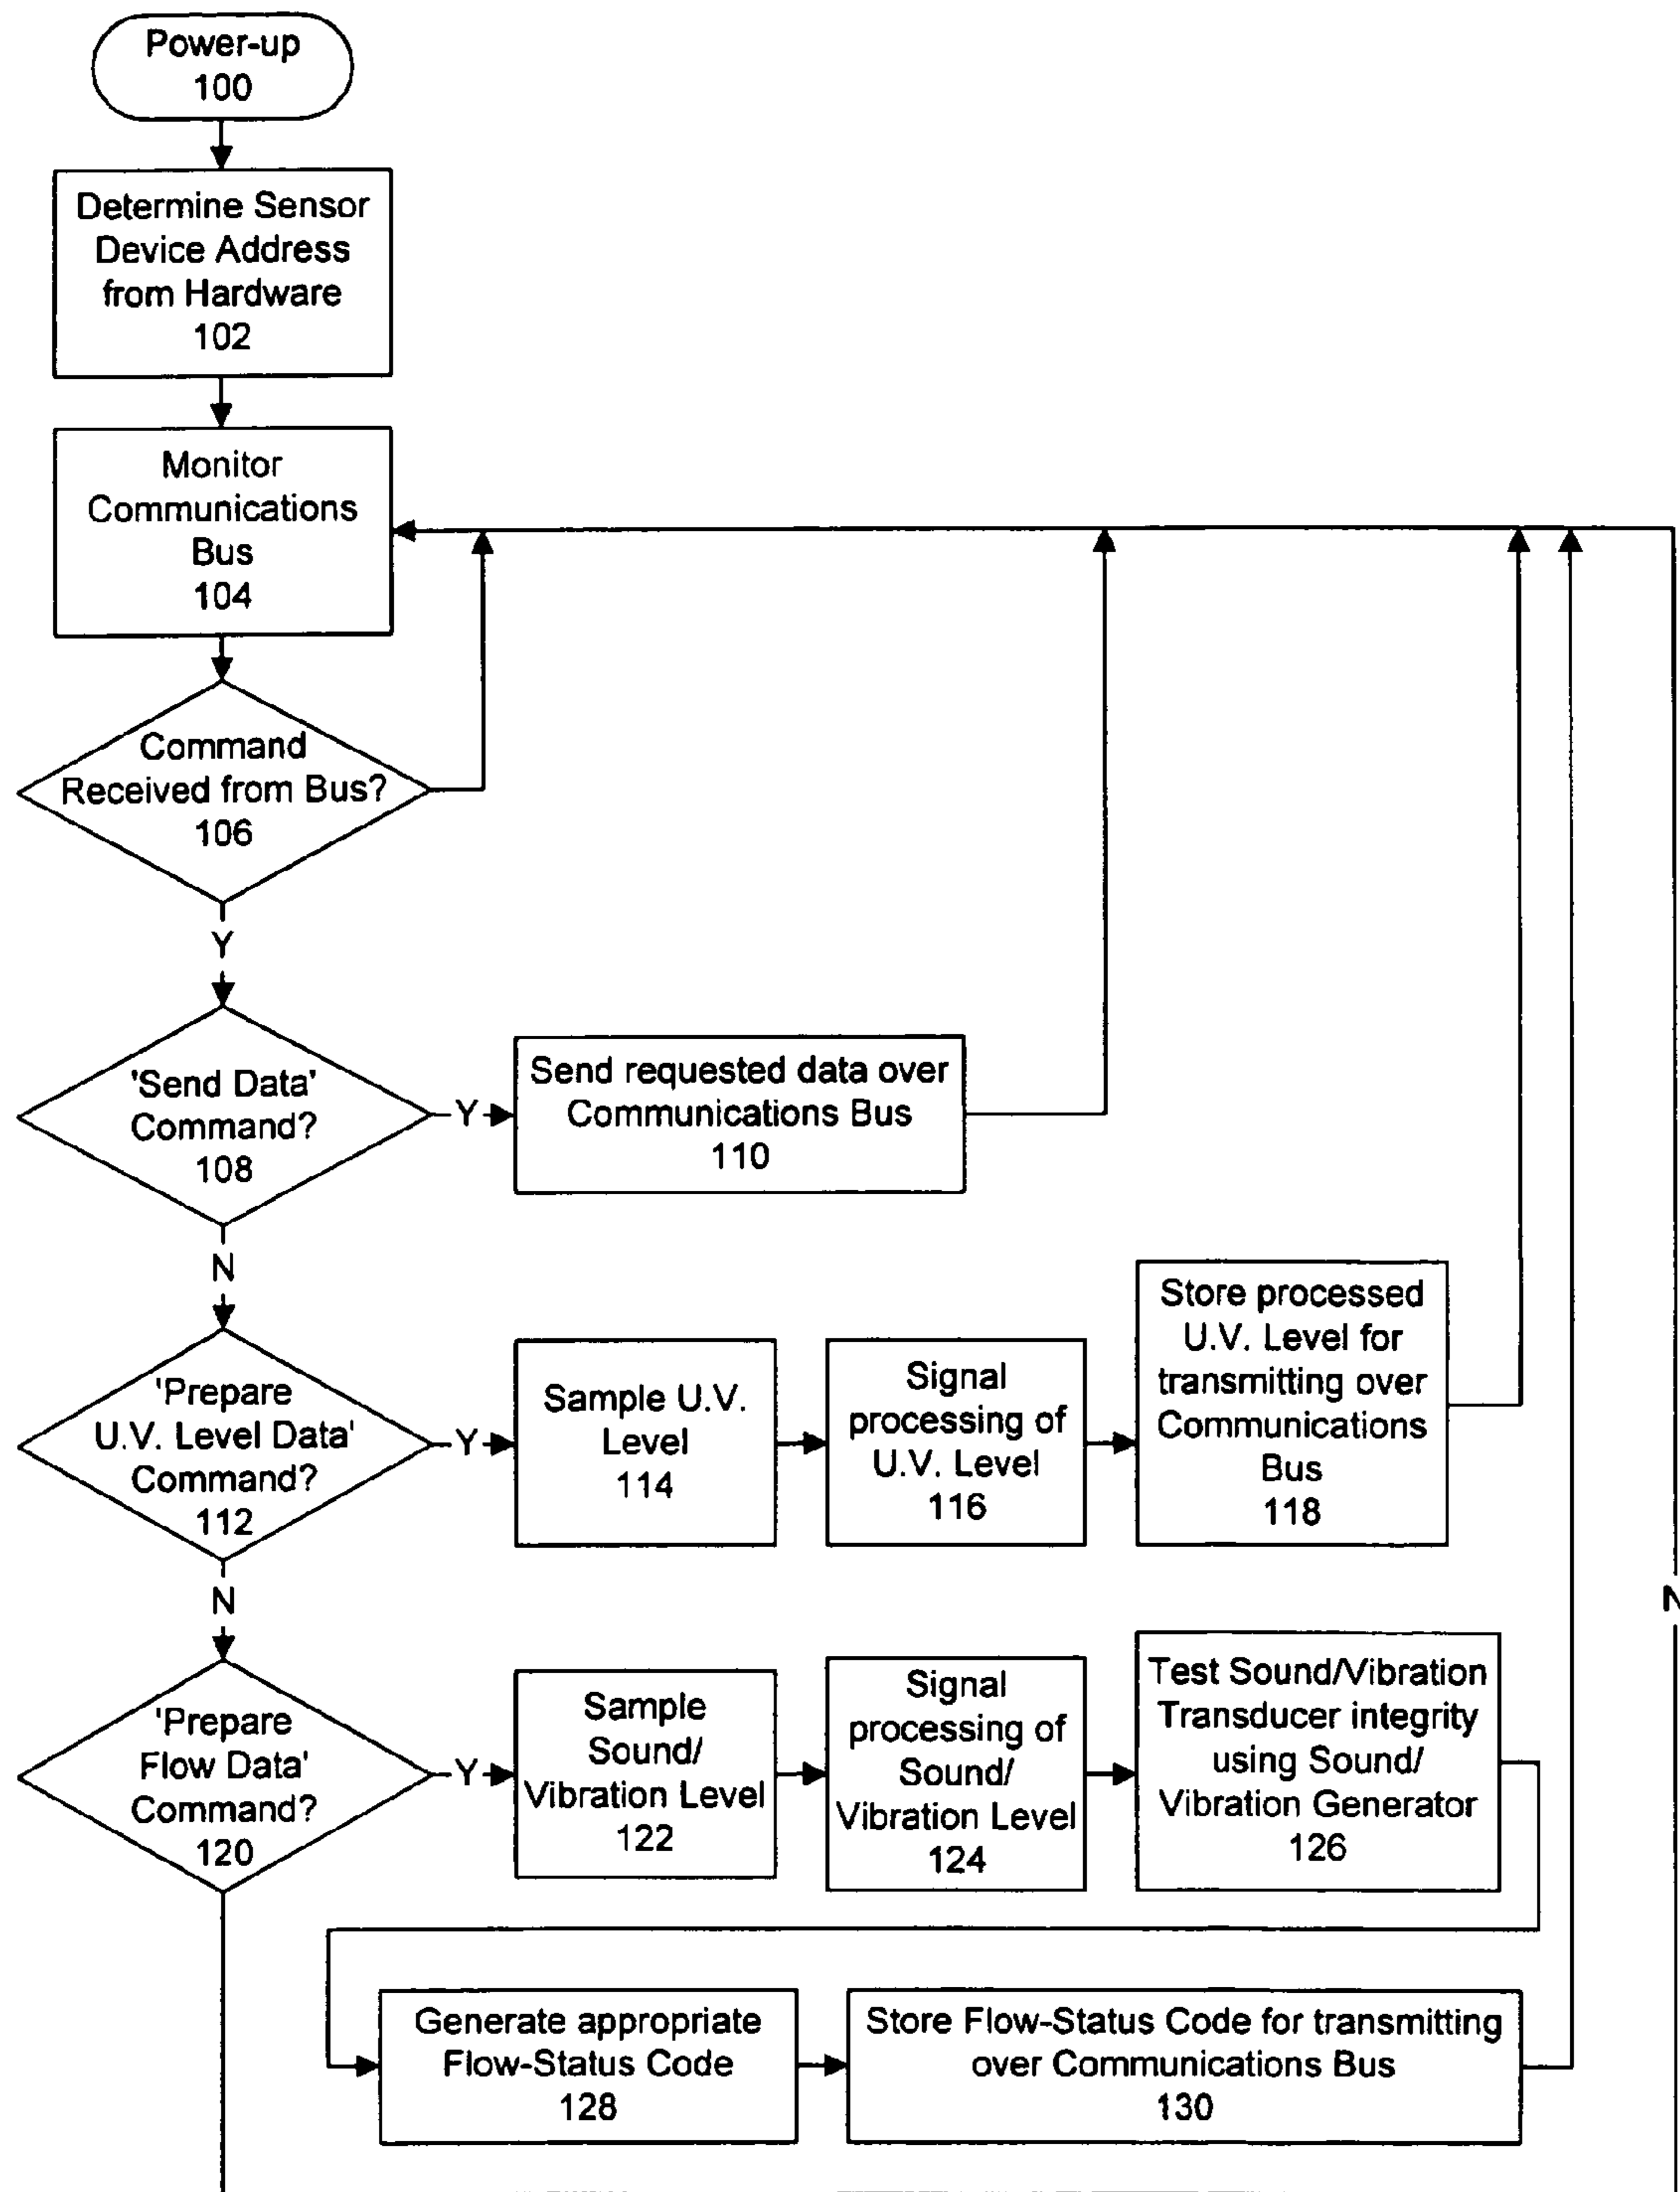 Power-up
100
Determine Sensor
Device Address
from Hardware
102
Monitor
Communications
Bus
104
Command
Received from Bus?
106
Y
'Send Data'
Command?
108
Y
Send requested data over
Communications Bus
110
N
'Prepare
U.V. Level Data'
Command?
112
Y
Sample U.V.
Level
114
Signal
processing of
U.V. Level
116
Store processed
U.V. Level for
transmitting over
Communications
Bus
118
N
N
'Prepare
Flow Data'
Command?
120
Y
Sample
Sound/
Vibration Level
122
Signal
processing of
Sound/
Vibration Level
124
Test Sound/Vibration
Transducer integrity
using Sound/
Vibration Generator
126
Generate appropriate
Flow-Status Code
128
Store Flow-Status Code for transmitting
over Communications Bus
130